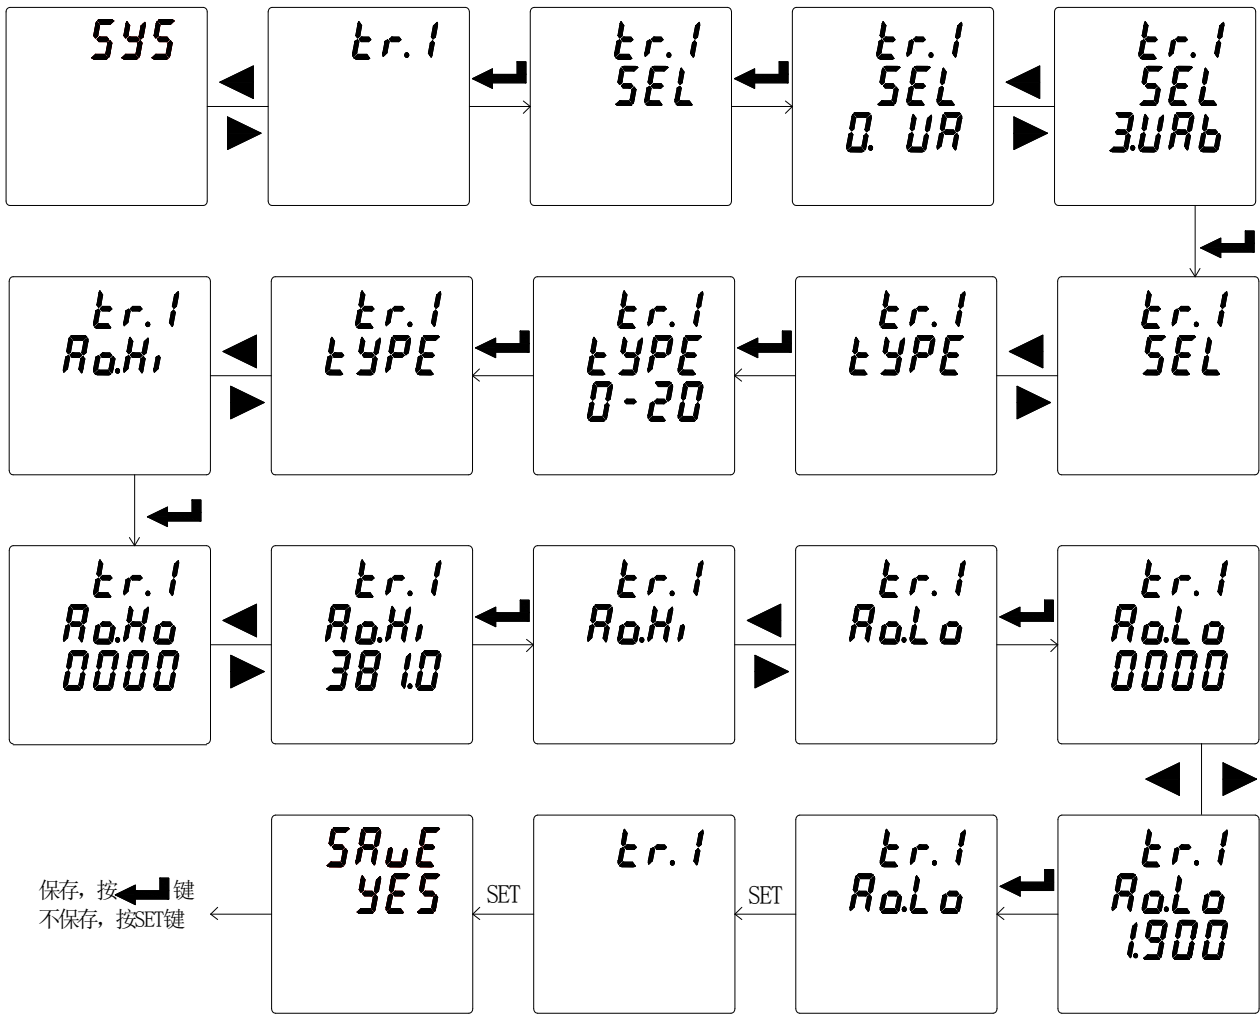 SYS
tr.1
tr.1
SEL
tr.1
SEL
0. UA
tr.1
SEL
3.UAb
tr.1
Ao.Hi
tr.1
tYPE
tr.1
tYPE
0-20
tr.1
tYPE
tr.1
SEL
tr.1
Ao.Ho
0000
tr.1
Ao.Hi
381.0
tr.1
Ao.Hi
tr.1
Ao.Lo
tr.1
Ao.Lo
0000
保存，按键
不保存，按SET键
SAvE
YES
SET
tr.1
SET
tr.1
Ao.Lo
tr.1
Ao.Lo
1.900